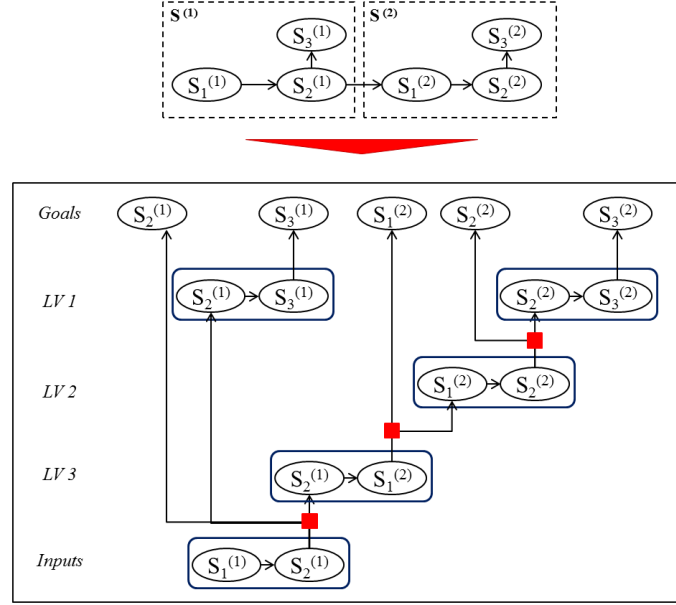 S⁽¹⁾ S⁽²⁾
S₃⁽¹⁾ S₃⁽²⁾
S₁⁽¹⁾ S₂⁽¹⁾ S₁⁽²⁾ S₂⁽²⁾
Goals S₂⁽¹⁾ S₃⁽¹⁾ S₁⁽²⁾ S₂⁽²⁾ S₃⁽²⁾
LV 1 S₂⁽¹⁾ S₃⁽¹⁾ S₂⁽²⁾ S₃⁽²⁾
LV 2 S₁⁽²⁾ S₂⁽²⁾
LV 3 S₂⁽¹⁾ S₁⁽²⁾
Inputs S₁⁽¹⁾ S₂⁽¹⁾